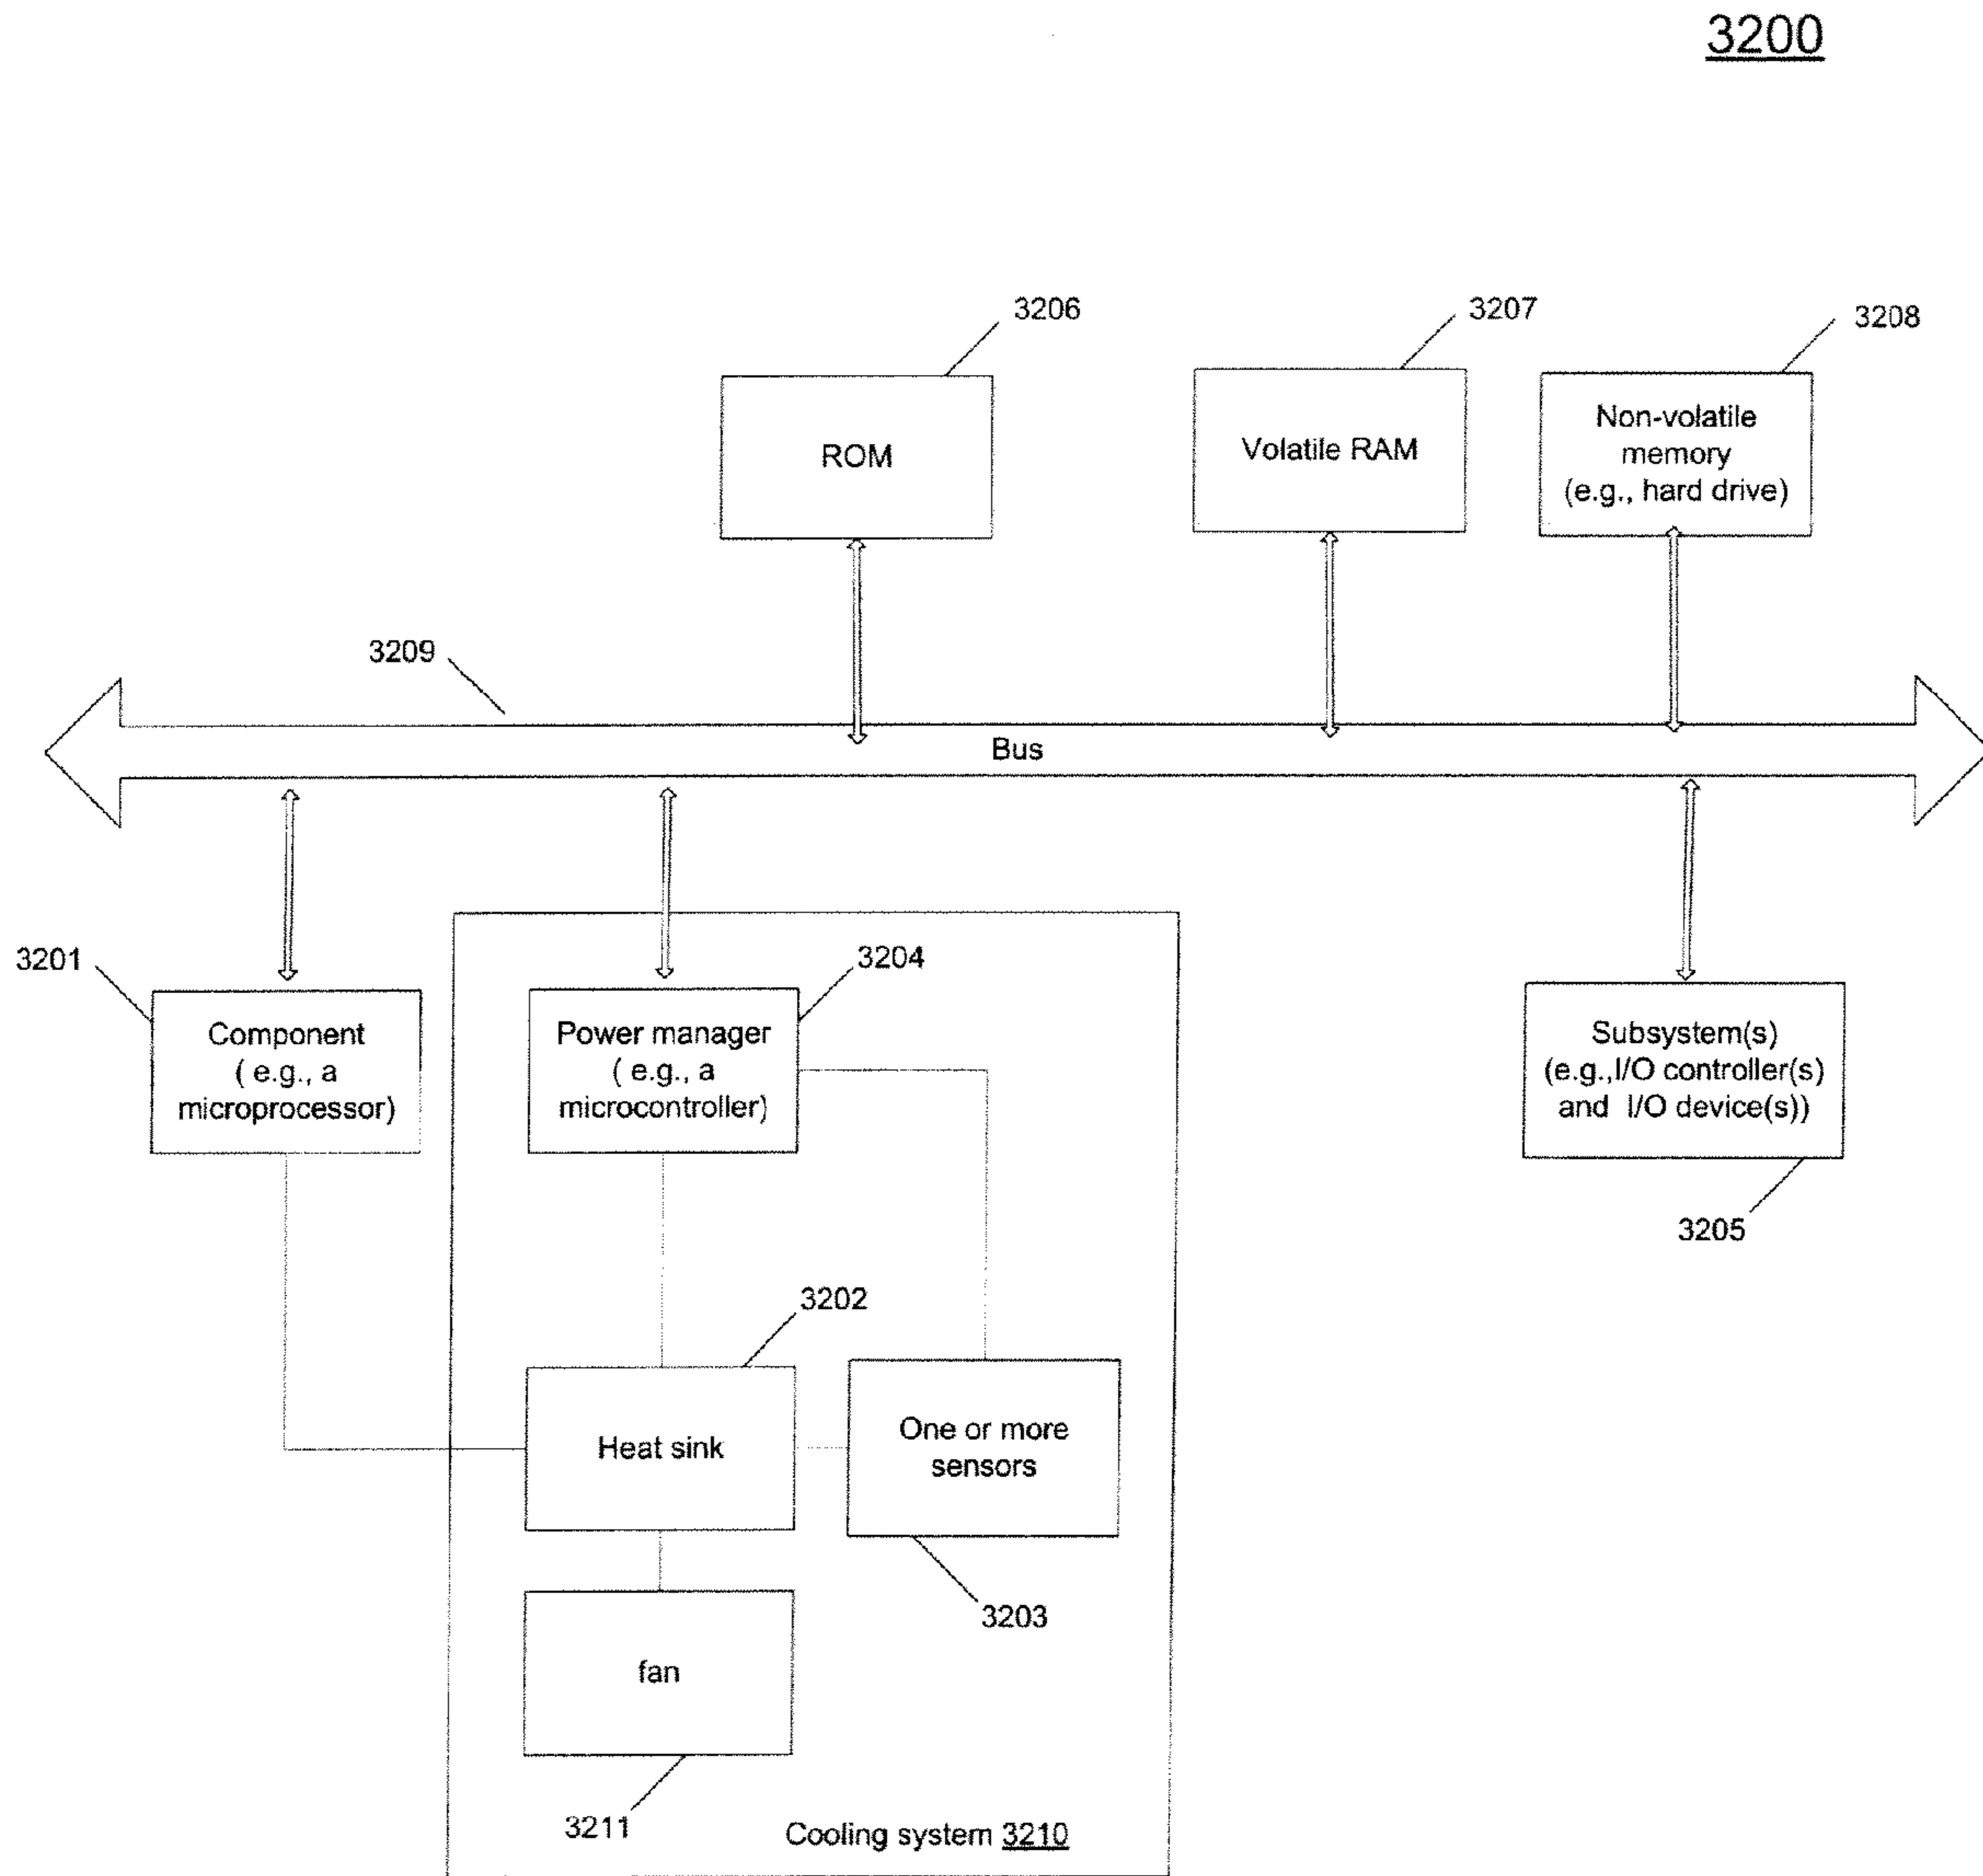 3200
3206
3207
3208
ROM
Volatile RAM
Non-volatile
memory
(e.g., hard drive)
3209
Bus
3201
3204
Component
( e.g., a
microprocessor)
Power manager
( e.g., a
microcontroller)
Subsystem(s)
(e.g.,I/O controller(s)
and I/O device(s))
3205
3202
Heat sink
One or more
sensors
3203
fan
3211
Cooling system 3210